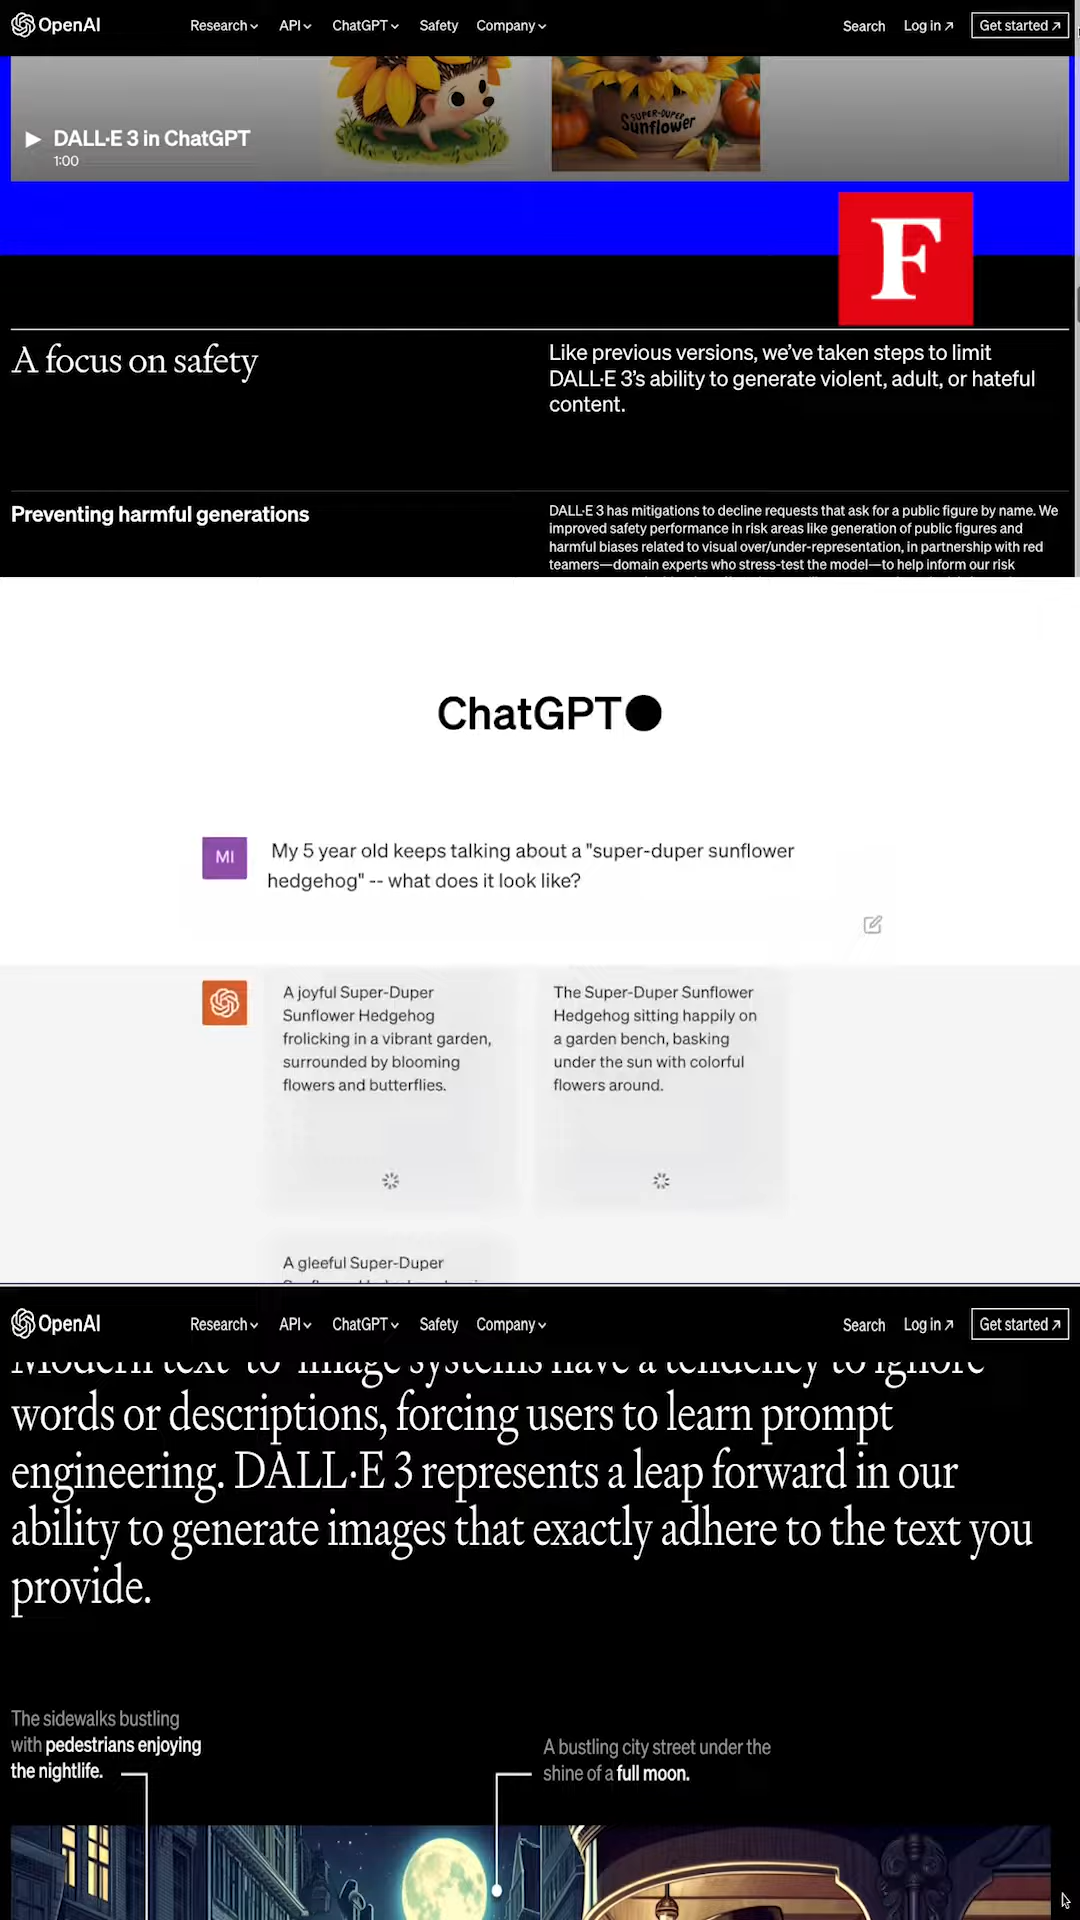 OpenAI
Research API ChatGPT Safety Company
Search Log in ↗ Get started ↗
SUPER-DUPER
Sunflower
DALL·E 3 in ChatGPT
1:00
F
A focus on safety
Like previous versions, we've taken steps to limit
DALL·E 3's ability to generate violent, adult, or hateful
content.
Preventing harmful generations
DALL·E 3 has mitigations to decline requests that ask for a public figure by name. We
improved safety performance in risk areas like generation of public figures and
harmful biases related to visual over/under-representation, in partnership with red
teamers—domain experts who stress-test the model—to help inform our risk
ChatGPT
MI
My 5 year old keeps talking about a "super-duper sunflower
hedgehog" -- what does it look like?
A joyful Super-Duper
Sunflower Hedgehog
frolicking in a vibrant garden,
surrounded by blooming
flowers and butterflies.
The Super-Duper Sunflower
Hedgehog sitting happily on
a garden bench, basking
under the sun with colorful
flowers around.
A gleeful Super-Duper
OpenAI
Research API ChatGPT Safety Company
Search Log in ↗ Get started ↗
Modern text-to-image systems have a tendency to ignore
words or descriptions, forcing users to learn prompt
engineering. DALL·E 3 represents a leap forward in our
ability to generate images that exactly adhere to the text you
provide.
The sidewalks bustling
with pedestrians enjoying
the nightlife.
A bustling city street under the
shine of a full moon.